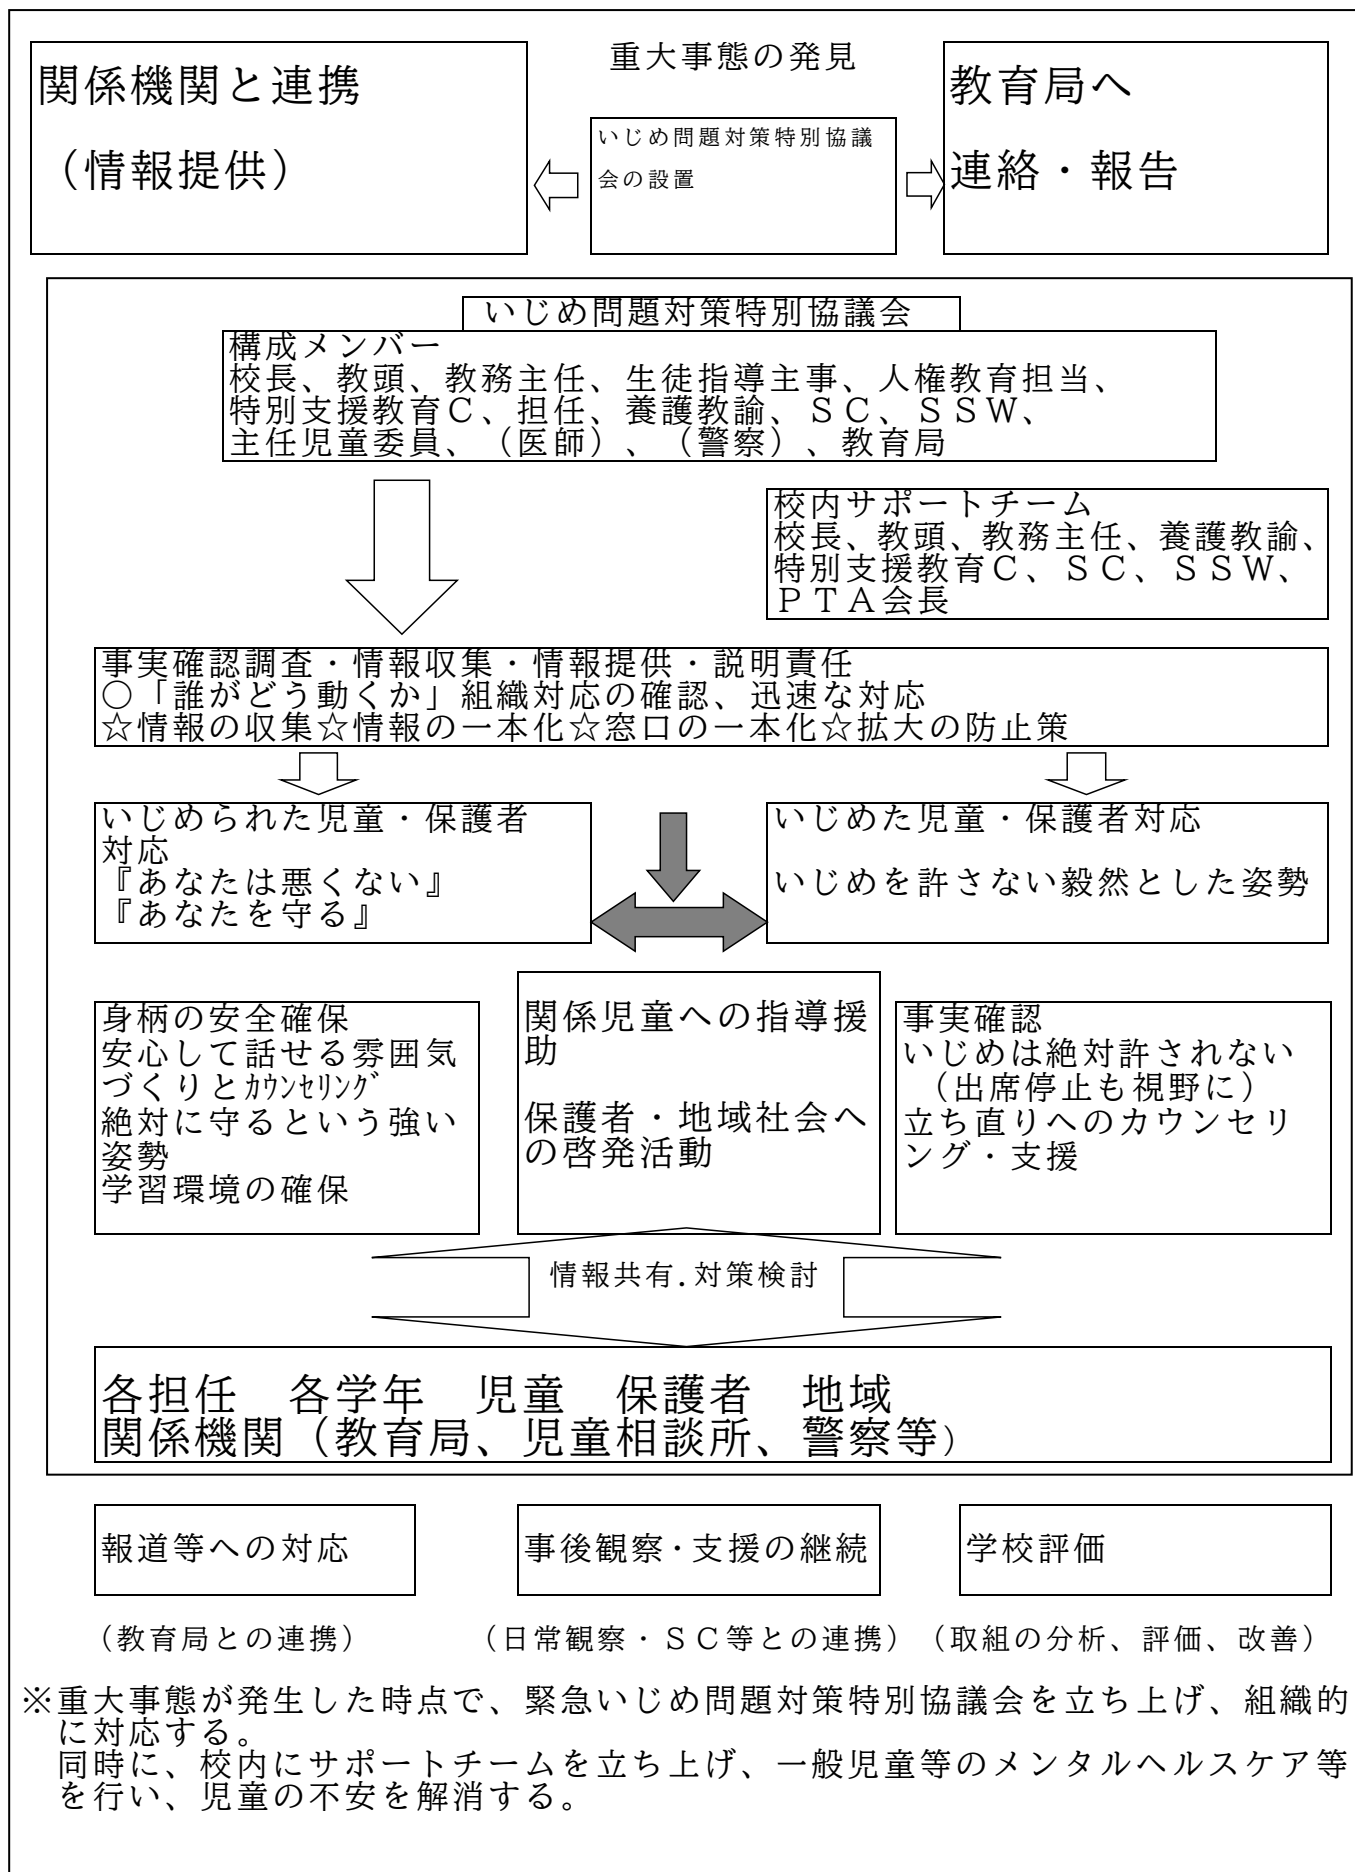 重大事態の発見
関係機関と連携
（情報提供）
いじめ問題対策特別協議
会の設置
教育局へ
連絡・報告
いじめ問題対策特別協議会
構成メンバー
校長、教頭、教務主任、生徒指導主事、人権教育担当、
特別支援教育Ｃ、担任、養護教諭、ＳＣ、ＳＳＷ、
主任児童委員、（医師）、（警察）、教育局
校内サポートチーム
校長、教頭、教務主任、養護教諭、
特別支援教育Ｃ、ＳＣ、ＳＳＷ、
ＰＴＡ会長
事実確認調査・情報収集・情報提供・説明責任
○「誰がどう動くか」組織対応の確認、迅速な対応
☆情報の収集☆情報の一本化☆窓口の一本化☆拡大の防止策
いじめられた児童・保護者
対応
『あなたは悪くない』
『あなたを守る』
いじめた児童・保護者対応
いじめを許さない毅然とした姿勢
身柄の安全確保
安心して話せる雰囲気
づくりとｶｳﾝｾﾘﾝｸﾞ
絶対に守るという強い
姿勢
学習環境の確保
関係児童への指導援
助
保護者・地域社会へ
の啓発活動
事実確認
いじめは絶対許されない
（出席停止も視野に）
立ち直りへのカウンセリ
ング・支援
情報共有．対策検討
各担任　各学年　児童　保護者　地域
関係機関（教育局、児童相談所、警察等）
報道等への対応
事後観察・支援の継続
学校評価
（教育局との連携）
（日常観察・ＳＣ等との連携）
（取組の分析、評価、改善）
※重大事態が発生した時点で、緊急いじめ問題対策特別協議会を立ち上げ、組織的
に対応する。
同時に、校内にサポートチームを立ち上げ、一般児童等のメンタルヘルスケア等
を行い、児童の不安を解消する。